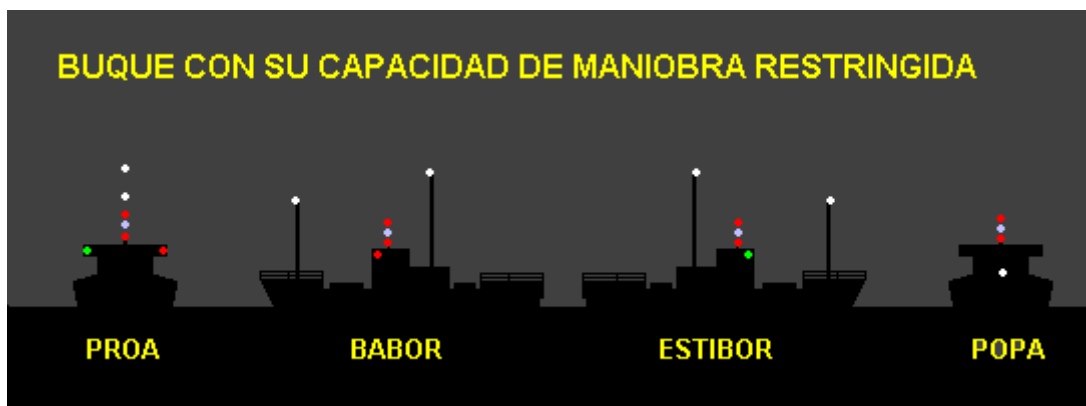 BUQUE CON SU CAPACIDAD DE MANIOBRA RESTRINGIDA
PROA BABOR ESTIBOR POPA